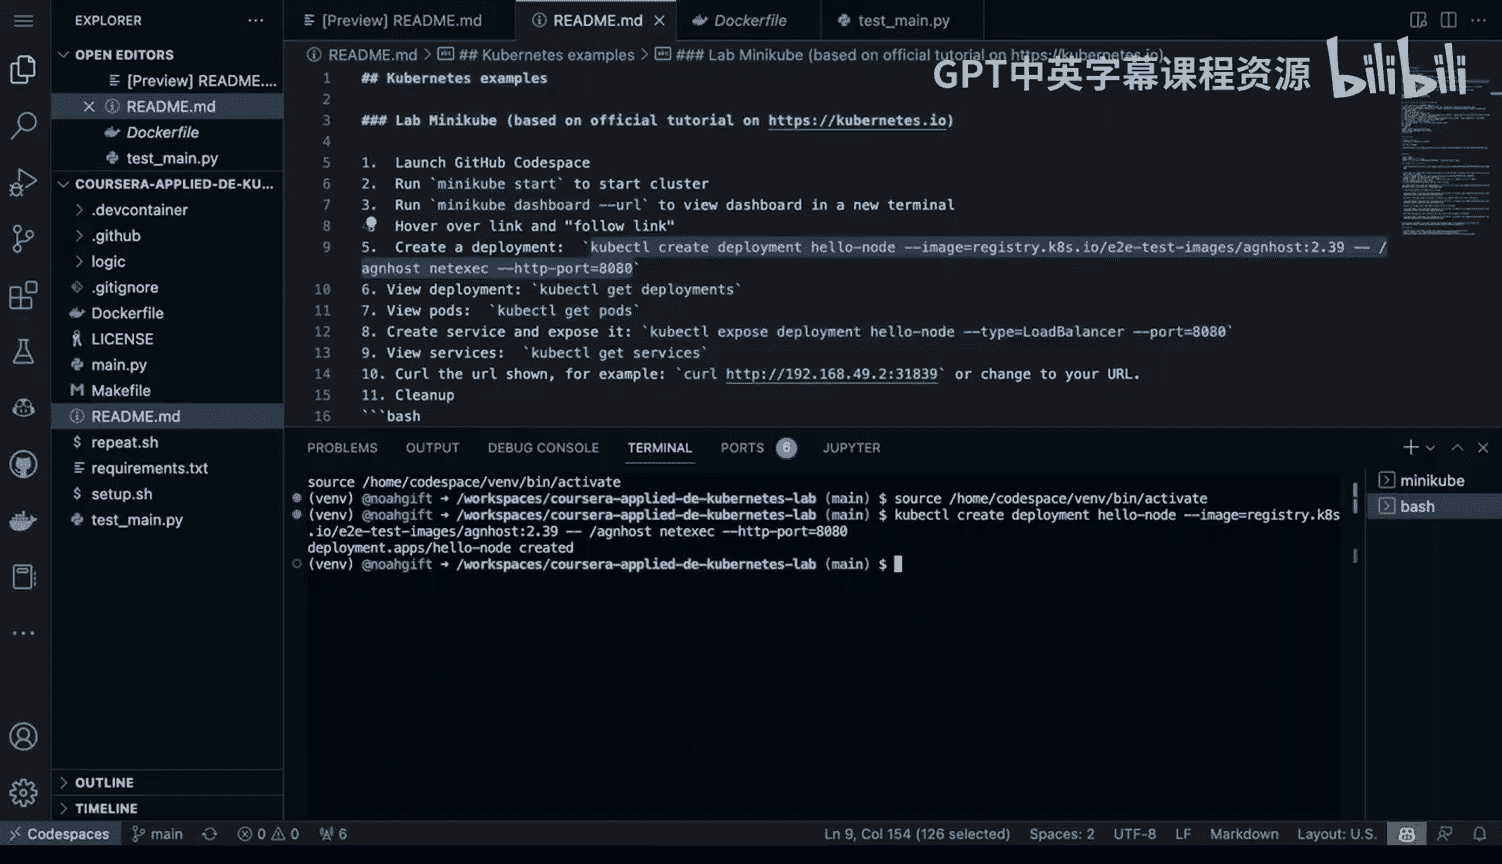 EXPLORER
[Preview] README.md
README.md
Dockerfile
test_main.py
OPEN EDITORS
[Preview] README....
README.md
Dockerfile
test_main.py
COURSERA-APPLIED-DE-KU...
.devcontainer
.github
logic
.gitignore
Dockerfile
LICENSE
main.py
Makefile
README.md
repeat.sh
requirements.txt
setup.sh
test_main.py
OUTLINE
TIMELINE
README.md > ## Kubernetes examples > ### Lab Minikube (based on official tutorial on https://kubernetes.io)
GPT中英字幕课程资源 bilibili
1 ## Kubernetes examples
2
3 ### Lab Minikube (based on official tutorial on https://kubernetes.io)
4
5 1. Launch GitHub Codespace
6 2. Run `minikube start` to start cluster
7 3. Run `minikube dashboard --url` to view dashboard in a new terminal
8 Hover over link and "follow link"
9 5. Create a deployment: `kubectl create deployment hello-node --image=registry.k8s.io/e2e-test-images/agnhost:2.39 -- /
agnhost netexec --http-port=8080`
10 6. View deployment: `kubectl get deployments`
11 7. View pods: `kubectl get pods`
12 8. Create service and expose it: `kubectl expose deployment hello-node --type=LoadBalancer --port=8080`
13 9. View services: `kubectl get services`
14 10. Curl the url shown, for example: `curl http://192.168.49.2:31839` or change to your URL.
15 11. Cleanup
16 ```bash
PROBLEMS OUTPUT DEBUG CONSOLE TERMINAL PORTS 6 JUPYTER
source /home/codespace/venv/bin/activate
(venv) @noahgift ➜ /workspaces/coursera-applied-de-kubernetes-lab (main) $ source /home/codespace/venv/bin/activate
(venv) @noahgift ➜ /workspaces/coursera-applied-de-kubernetes-lab (main) $ kubectl create deployment hello-node --image=registry.k8s
.io/e2e-test-images/agnhost:2.39 -- /agnhost netexec --http-port=8080
deployment.apps/hello-node created
(venv) @noahgift ➜ /workspaces/coursera-applied-de-kubernetes-lab (main) $
minikube
bash
Codespaces main 0 0 6 Ln 9, Col 154 (126 selected) Spaces: 2 UTF-8 LF Markdown Layout: U.S.